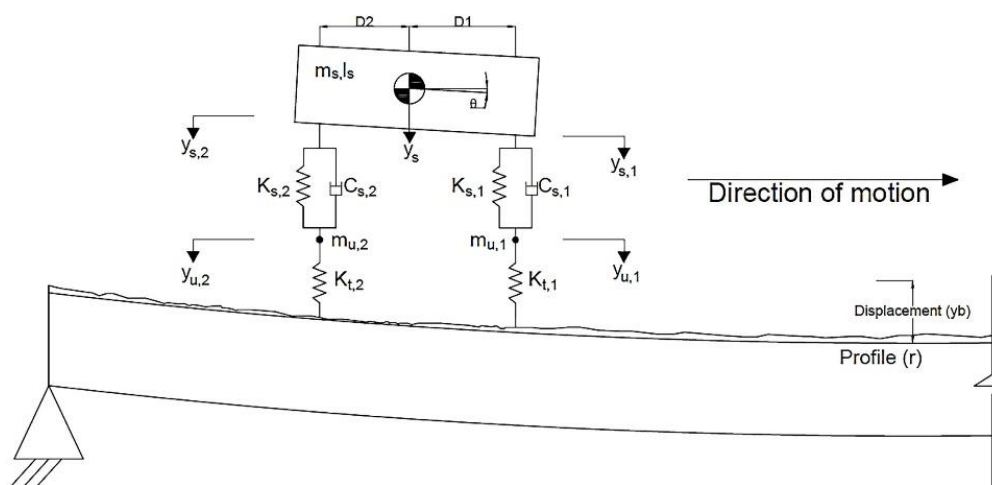 D2 D1
mₛ,Iₛ
θ
yₛ
yₛ,₂
yₛ,₁
Kₛ,₂ Cₛ,₂ Kₛ,₁ Cₛ,₁
Direction of motion
mᵤ,₂ mᵤ,₁
yᵤ,₂ yᵤ,₁
Kₜ,₂ Kₜ,₁
Displacement (yb)
Profile (r)